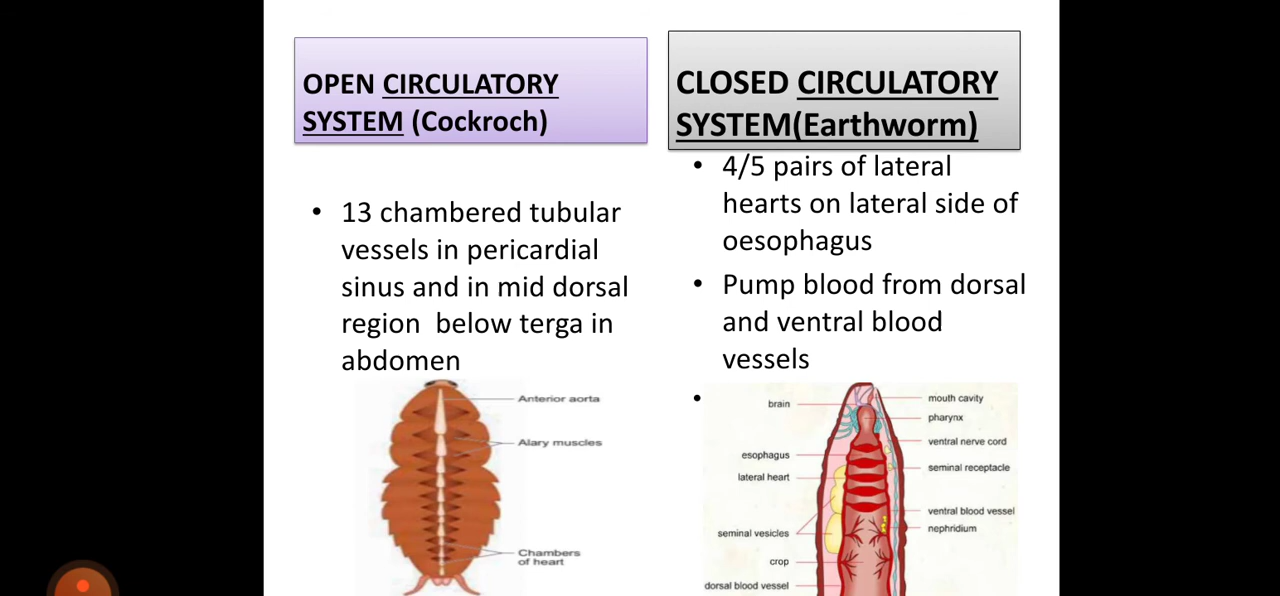 OPEN CIRCULATORY
SYSTEM (Cockroch)
• 13 chambered tubular
vessels in pericardial
sinus and in mid dorsal
region below terga in
abdomen
Anterior aorta
Alary muscles
Chambers
of heart
CLOSED CIRCULATORY
SYSTEM(Earthworm)
• 4/5 pairs of lateral
hearts on lateral side of
oesophagus
• Pump blood from dorsal
and ventral blood
vessels
•
brain
esophagus
lateral heart
seminal vesicles
crop
dorsal blood vessel
mouth cavity
pharynx
ventral nerve cord
seminal receptacle
ventral blood vessel
nephridium